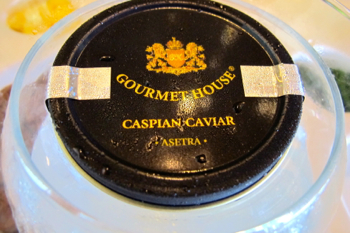 GOURMET HOUSE®
CASPIAN CAVIAR
• ASETRA •